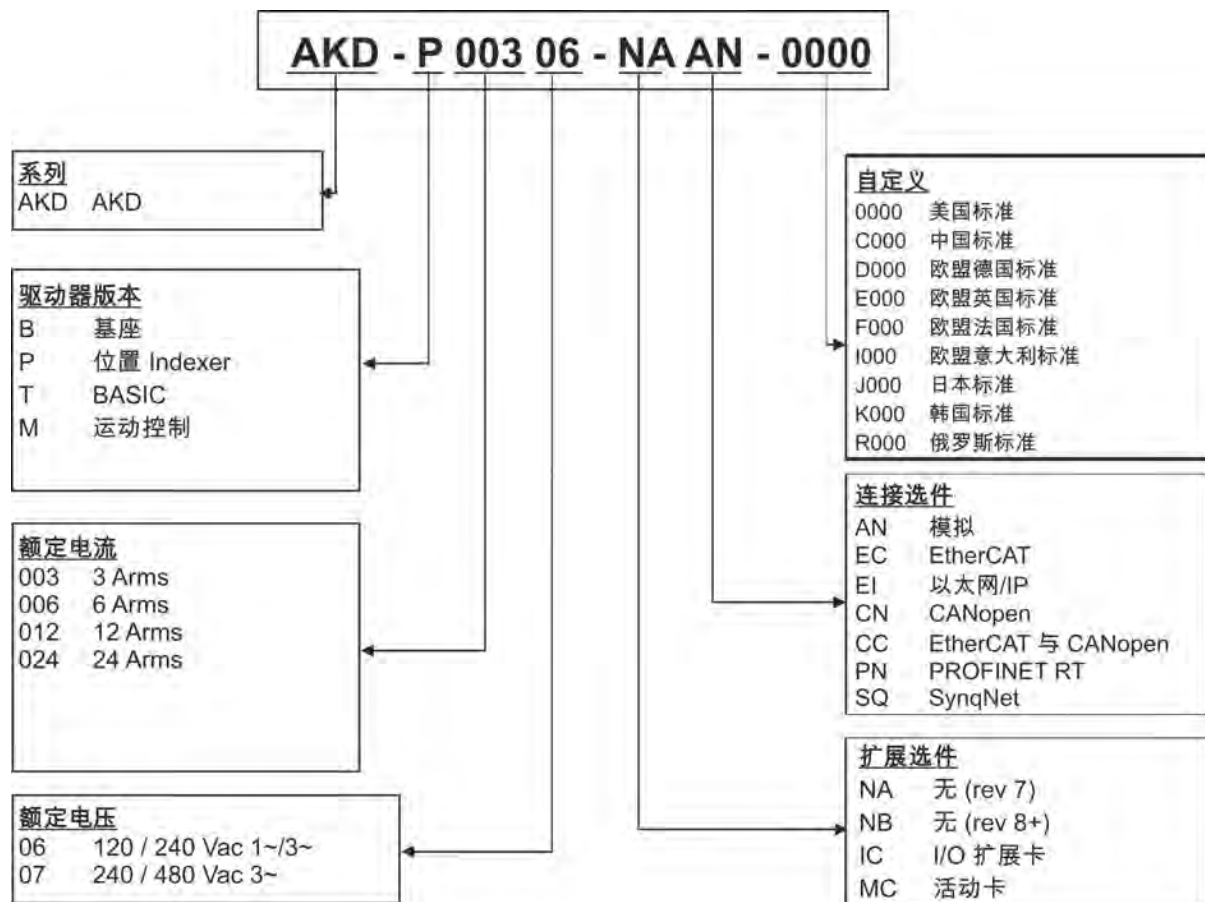 AKD - P 003 06 - NA AN - 0000
系列
AKD AKD
驱动器版本
B 基座
P 位置 Indexer
T BASIC
M 运动控制
额定电流
003 3 Arms
006 6 Arms
012 12 Arms
024 24 Arms
额定电压
06 120 / 240 Vac 1~/3~
07 240 / 480 Vac 3~
自定义
0000 美国标准
C000 中国标准
D000 欧盟德国标准
E000 欧盟英国标准
F000 欧盟法国标准
I000 欧盟意大利标准
J000 日本标准
K000 韩国标准
R000 俄罗斯标准
连接选件
AN 模拟
EC EtherCAT
EI 以太网/IP
CN CANopen
CC EtherCAT 与 CANopen
PN PROFINET RT
SQ SynqNet
扩展选件
NA 无 (rev 7)
NB 无 (rev 8+)
IC I/O 扩展卡
MC 活动卡